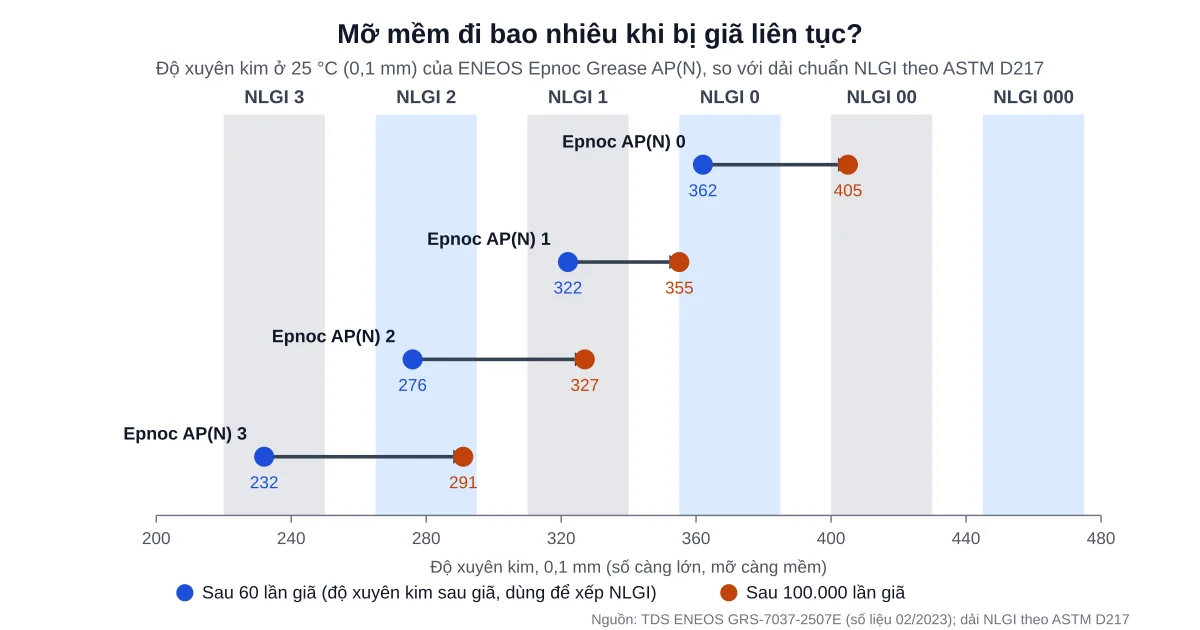 Mỡ mềm đi bao nhiêu khi bị giã liên tục?
Độ xuyên kim ở 25 °C (0,1 mm) của ENEOS Epnoc Grease AP(N), so với dải chuẩn NLGI theo ASTM D217
NLGI 3 NLGI 2 NLGI 1 NLGI 0 NLGI 00 NLGI 000
Epnoc AP(N) 0
362 405
Epnoc AP(N) 1
322 355
Epnoc AP(N) 2
276 327
Epnoc AP(N) 3
232 291
200 240 280 320 360 400 440 480
Độ xuyên kim, 0,1 mm (số càng lớn, mỡ càng mềm)
Sau 60 lần giã (độ xuyên kim sau giã, dùng để xếp NLGI) Sau 100.000 lần giã
Nguồn: TDS ENEOS GRS-7037-2507E (số liệu 02/2023); dải NLGI theo ASTM D217